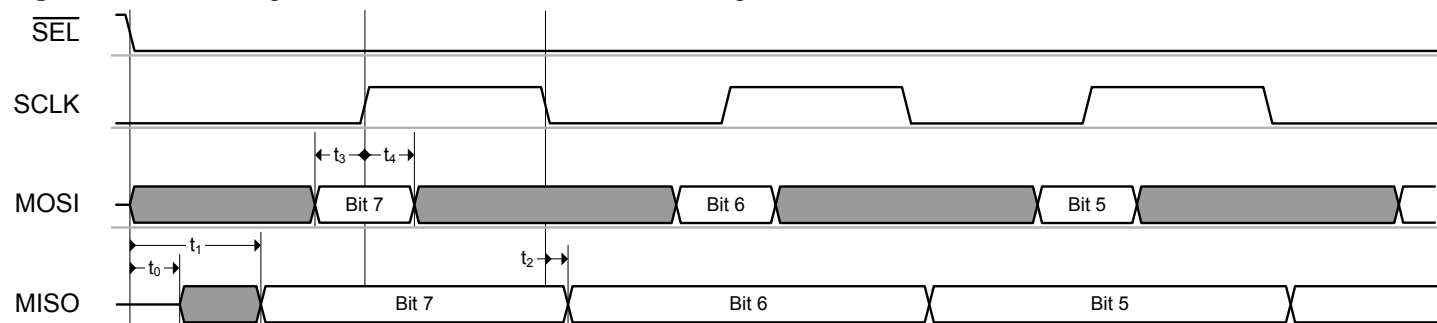 SEL
SCLK
t3 t4
MOSI Bit 7 Bit 6 Bit 5
t1
t0 t2
MISO Bit 7 Bit 6 Bit 5